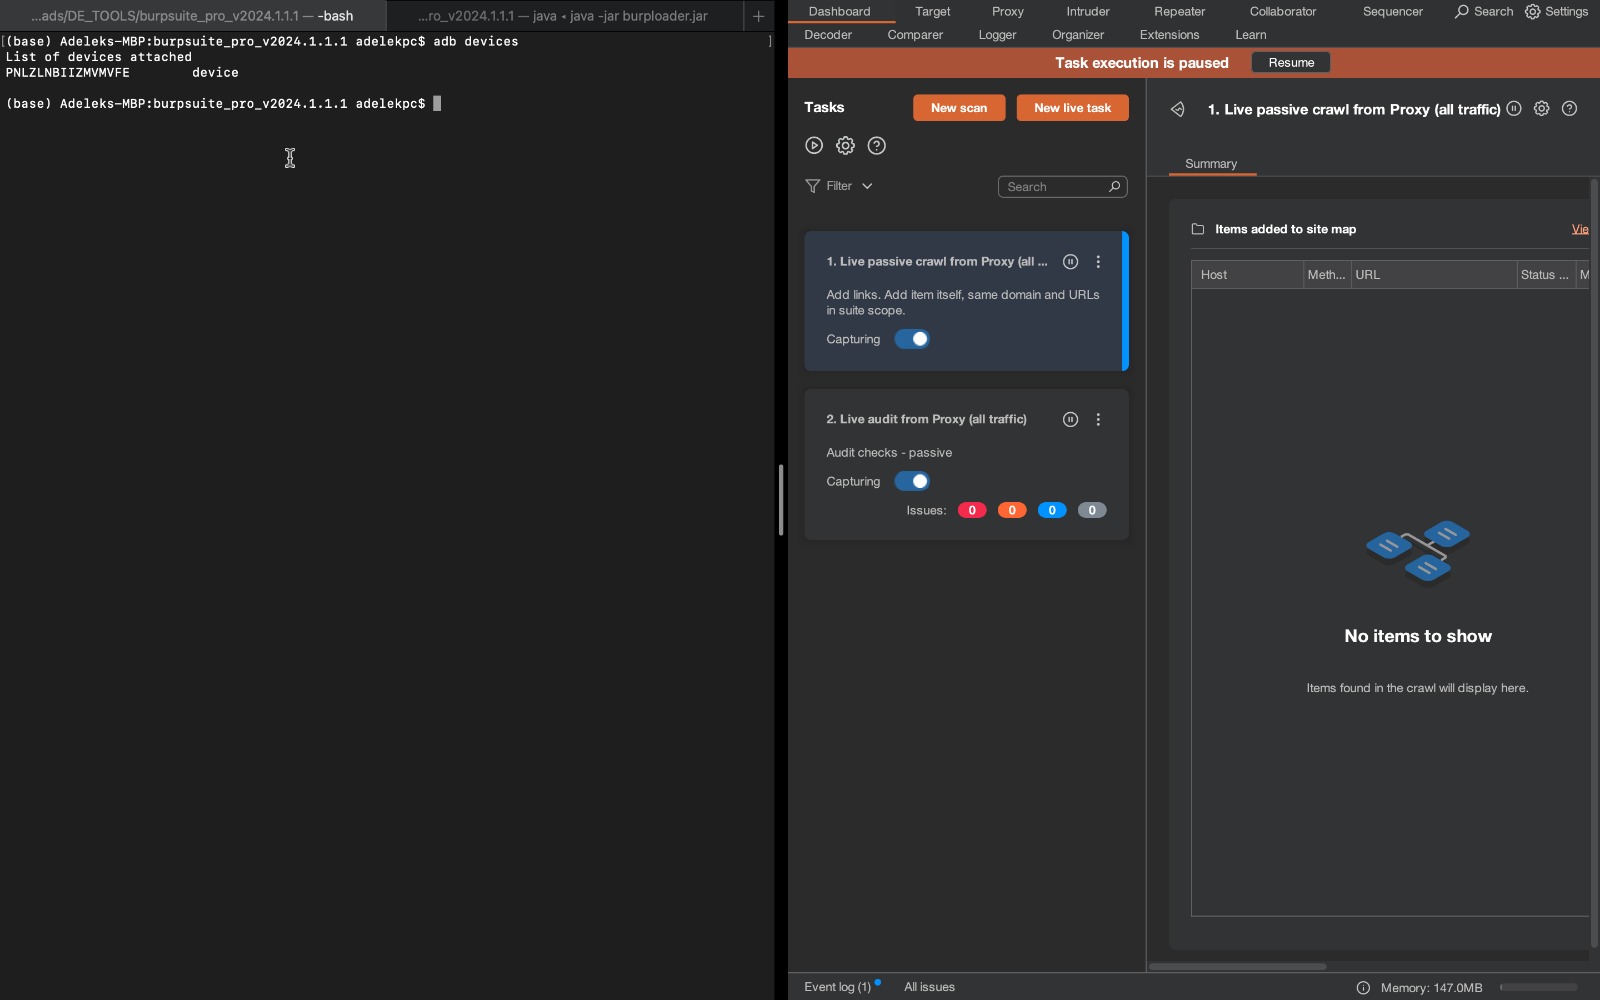 ...ads/DE_TOOLS/burpsuite_pro_v2024.1.1.1 — -bash
...ro_v2024.1.1.1 — java ◂ java -jar burploader.jar
[(base) Adeleks-MBP:burpsuite_pro_v2024.1.1.1 adelekpc$ adb devices ]
List of devices attached
PNLZLNBIIZMVMVFE device
(base) Adeleks-MBP:burpsuite_pro_v2024.1.1.1 adelekpc$
Dashboard Target Proxy Intruder Repeater Collaborator Sequencer Search Settings
Decoder Comparer Logger Organizer Extensions Learn
Task execution is paused Resume
Tasks New scan New live task
Filter Search
1. Live passive crawl from Proxy (all ...
Add links. Add item itself, same domain and URLs
in suite scope.
Capturing
2. Live audit from Proxy (all traffic)
Audit checks - passive
Capturing
Issues: 0 0 0 0
1. Live passive crawl from Proxy (all traffic)
Summary
Items added to site map Vie
Host Meth... URL Status ... M
No items to show
Items found in the crawl will display here.
Event log (1) All issues Memory: 147.0MB